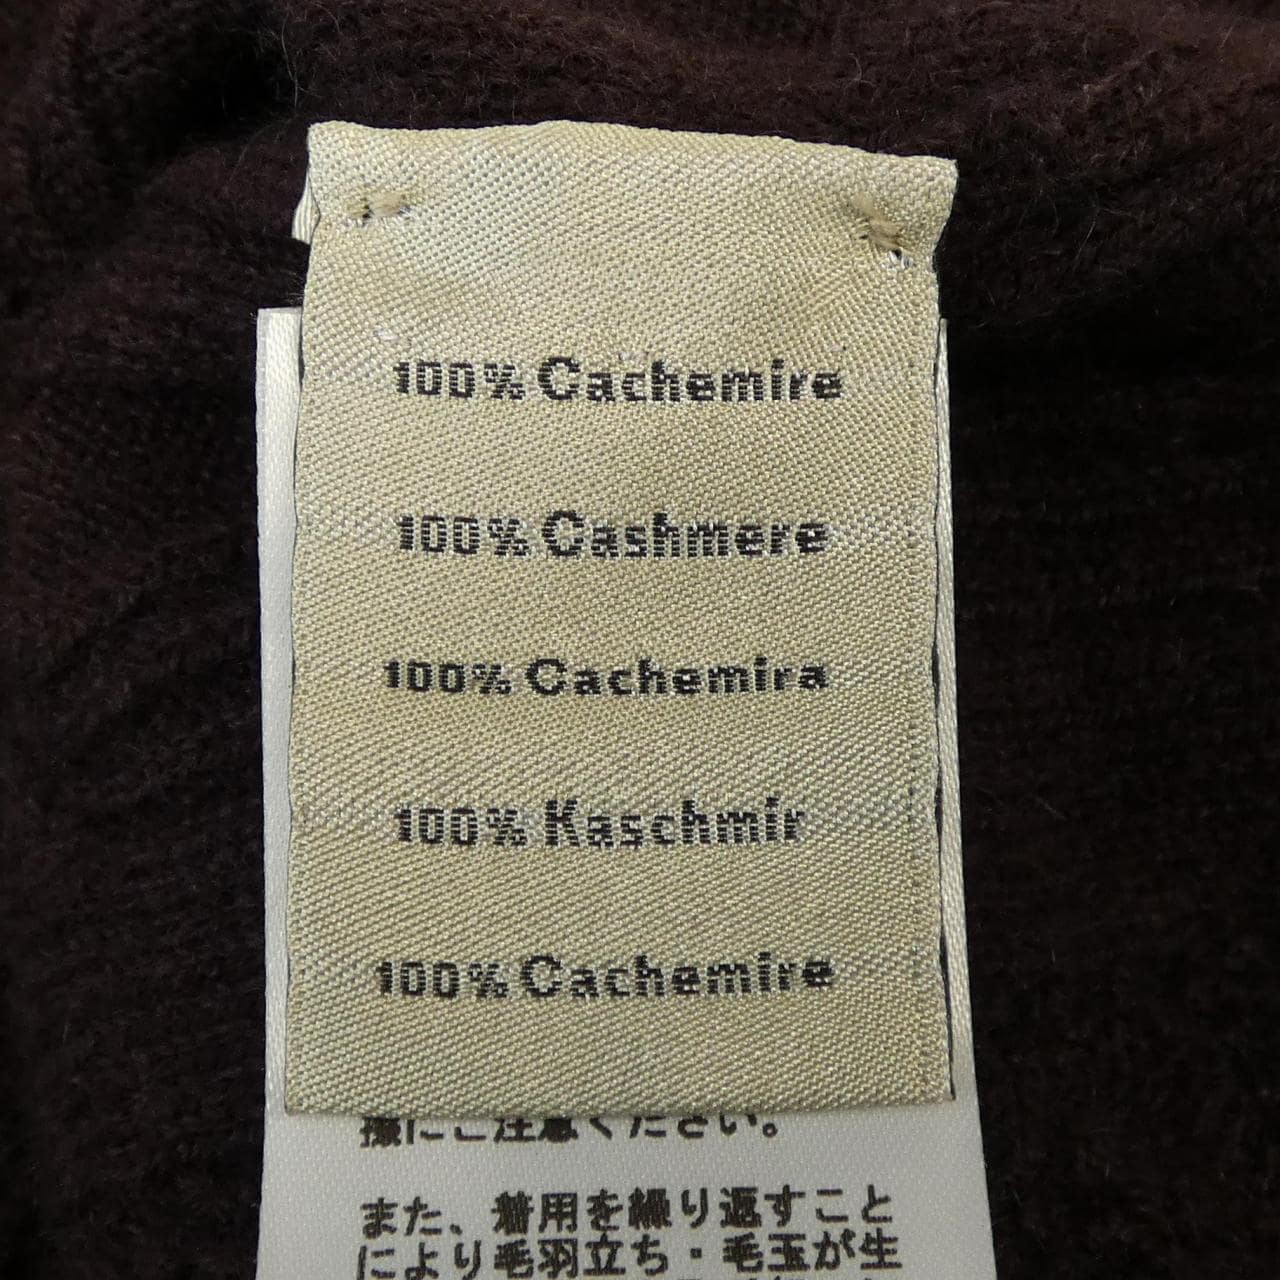 100% Cachemire
100% Cashmere
100% Cachemira
100% Kaschmir
100% Cachemire
擦にご注意ください。
また、着用を繰り返すこと
により毛羽立ち・毛玉が生